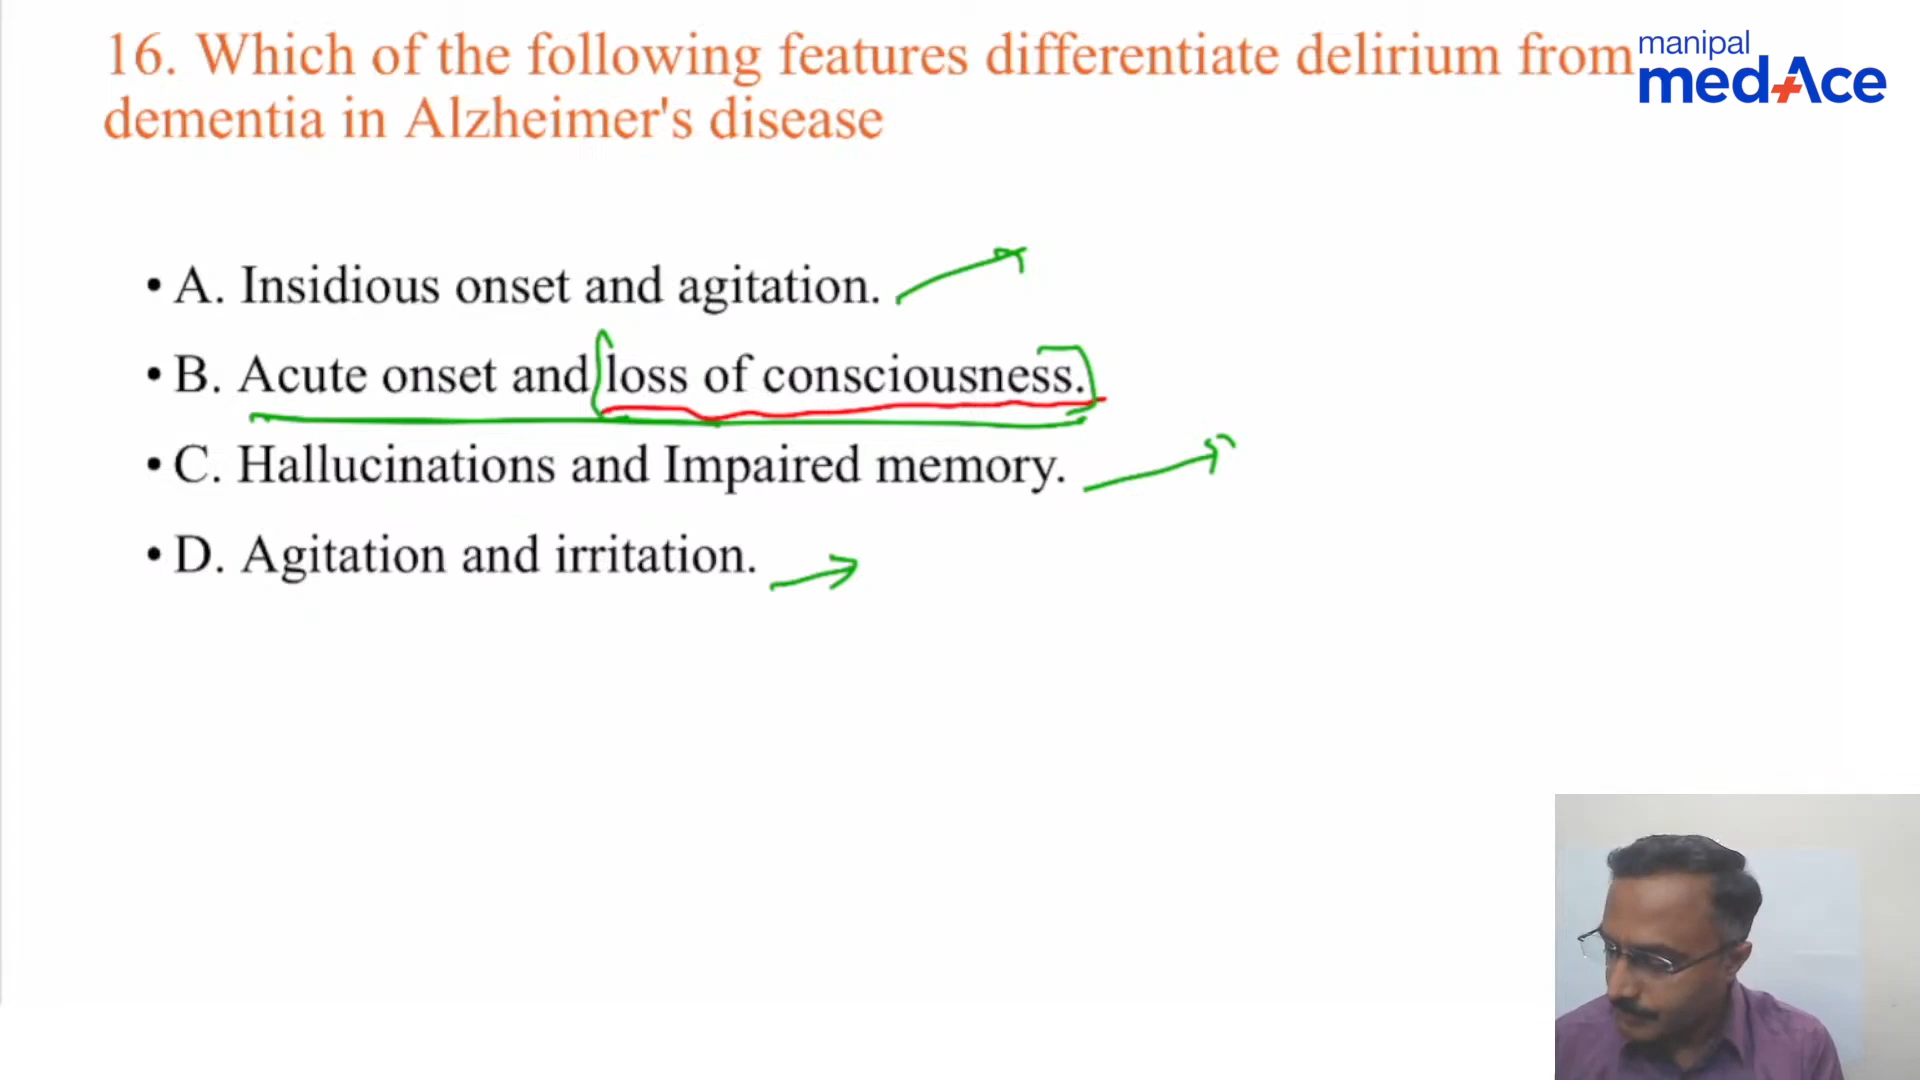 16. Which of the following features differentiate delirium from
dementia in Alzheimer's disease
manipal
medAce
• A. Insidious onset and agitation.
• B. Acute onset and loss of consciousness.
• C. Hallucinations and Impaired memory.
• D. Agitation and irritation.